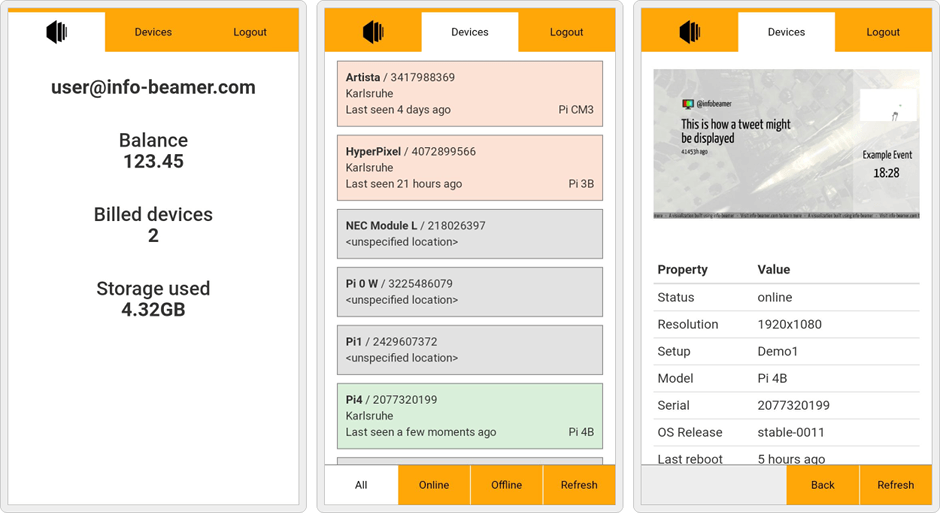 Devices
Logout
user@info-beamer.com
Balance
123.45
Billed devices
2
Storage used
4.32GB
Devices
Logout
Artista / 3417988369
Karlsruhe
Last seen 4 days ago Pi CM3
HyperPixel / 4072899566
Karlsruhe
Last seen 21 hours ago Pi 3B
NEC Module L / 218026397
<unspecified location>
Pi 0 W / 3225486079
<unspecified location>
Pi1 / 2429607372
<unspecified location>
Pi4 / 2077320199
Karlsruhe
Last seen a few moments ago Pi 4B
All
Online
Offline
Refresh
Devices
Logout
@infobeamer
This is how a tweet might
be displayed
41453h ago
Example Event
18:28
Property Value
Status online
Resolution 1920x1080
Setup Demo1
Model Pi 4B
Serial 2077320199
OS Release stable-0011
Last reboot 5 hours ago
Back
Refresh